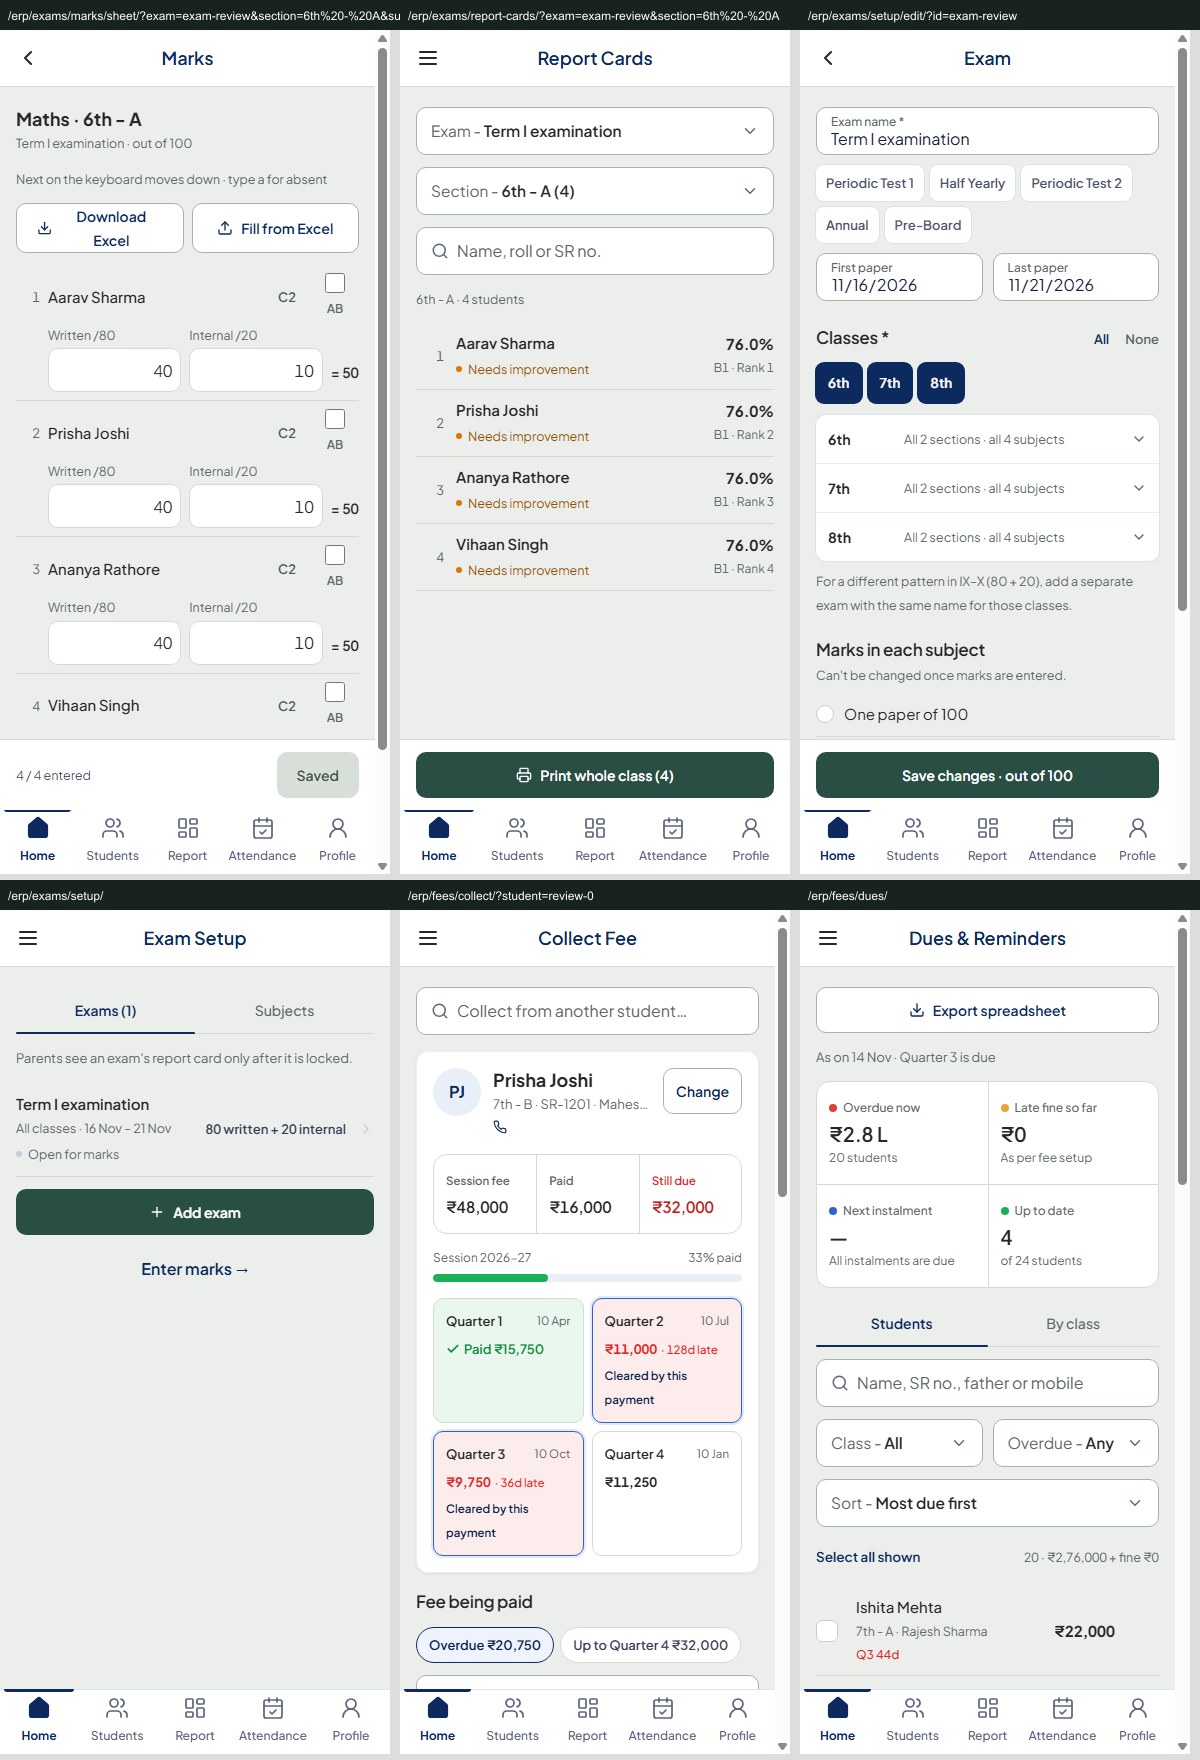 /erp/exams/marks/sheet/?exam=exam-review&section=6th%20-%20A&su
Marks
Maths · 6th - A
Term I examination · out of 100
Next on the keyboard moves down · type a for absent
Download Excel
Fill from Excel
1 Aarav Sharma C2 AB
Written /80 Internal /20
40 10 = 50
2 Prisha Joshi C2 AB
Written /80 Internal /20
40 10 = 50
3 Ananya Rathore C2 AB
Written /80 Internal /20
40 10 = 50
4 Vihaan Singh C2 AB
4 / 4 entered Saved
Home Students Report Attendance Profile
/erp/exams/report-cards/?exam=exam-review&section=6th%20-%20A
Report Cards
Exam - Term I examination
Section - 6th - A (4)
Name, roll or SR no.
6th - A · 4 students
1 Aarav Sharma 76.0%
Needs improvement B1 · Rank 1
2 Prisha Joshi 76.0%
Needs improvement B1 · Rank 2
3 Ananya Rathore 76.0%
Needs improvement B1 · Rank 3
4 Vihaan Singh 76.0%
Needs improvement B1 · Rank 4
Print whole class (4)
Home Students Report Attendance Profile
/erp/exams/setup/edit/?id=exam-review
Exam
Exam name *
Term I examination
Periodic Test 1 Half Yearly Periodic Test 2
Annual Pre-Board
First paper Last paper
11/16/2026 11/21/2026
Classes * All None
6th 7th 8th
6th All 2 sections · all 4 subjects
7th All 2 sections · all 4 subjects
8th All 2 sections · all 4 subjects
For a different pattern in IX–X (80 + 20), add a separate
exam with the same name for those classes.
Marks in each subject
Can't be changed once marks are entered.
One paper of 100
Save changes · out of 100
Home Students Report Attendance Profile
/erp/exams/setup/
Exam Setup
Exams (1) Subjects
Parents see an exam's report card only after it is locked.
Term I examination
All classes · 16 Nov – 21 Nov 80 written + 20 internal
Open for marks
+ Add exam
Enter marks →
Home Students Report Attendance Profile
/erp/fees/collect/?student=review-0
Collect Fee
Collect from another student…
PJ Prisha Joshi Change
7th - B · SR-1201 · Mahes…
Session fee Paid Still due
₹48,000 ₹16,000 ₹32,000
Session 2026–27 33% paid
Quarter 1 10 Apr
Paid ₹15,750
Quarter 2 10 Jul
₹11,000 · 128d late
Cleared by this
payment
Quarter 3 10 Oct
₹9,750 · 36d late
Cleared by this
payment
Quarter 4 10 Jan
₹11,250
Fee being paid
Overdue ₹20,750 Up to Quarter 4 ₹32,000
Home Students Report Attendance Profile
/erp/fees/dues/
Dues & Reminders
Export spreadsheet
As on 14 Nov · Quarter 3 is due
Overdue now
₹2.8 L
20 students
Late fine so far
₹0
As per fee setup
Next instalment
—
All instalments are due
Up to date
4
of 24 students
Students By class
Name, SR no., father or mobile
Class - All Overdue - Any
Sort - Most due first
Select all shown 20 · ₹2,76,000 + fine ₹0
Ishita Mehta
7th - A · Rajesh Sharma ₹22,000
Q3 44d
Home Students Report Attendance Profile